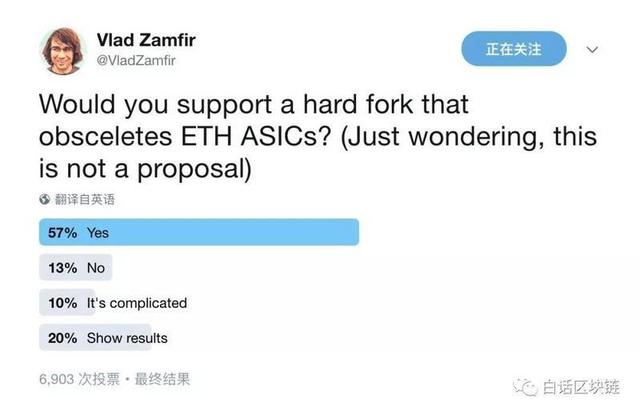 Vlad Zamfir
@VladZamfir
正在关注
Would you support a hard fork that
obsceletes ETH ASICs? (Just wondering, this
is not a proposal)
翻译自英语
57% Yes
13% No
10% It's complicated
20% Show results
6,903 次投票 · 最终结果
白话区块链